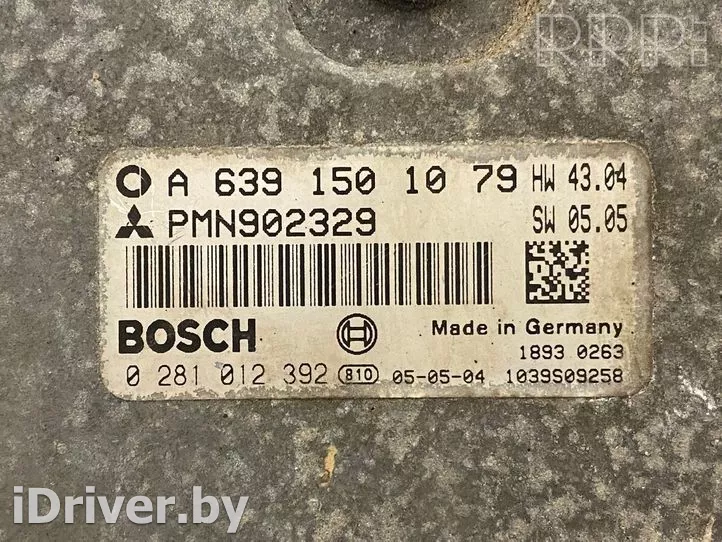 RRR
A 639 150 10 79 HW 43.04
PMN902329 SW 05.05
BOSCH Made in Germany
1893 0263
0 281 012 392 810 05-05-04 1039S09258
iDriver.by